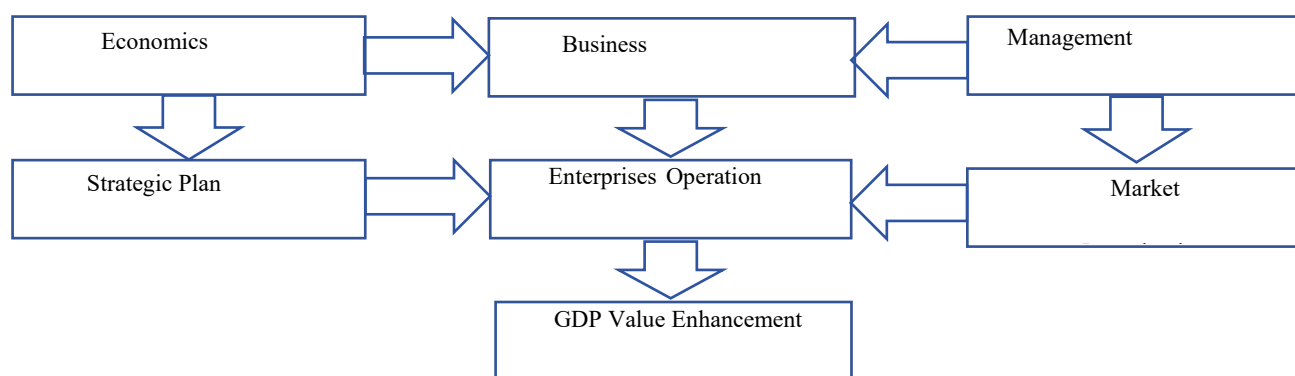 Economics
Business
Management
Strategic Plan
Enterprises Operation
Market
GDP Value Enhancement